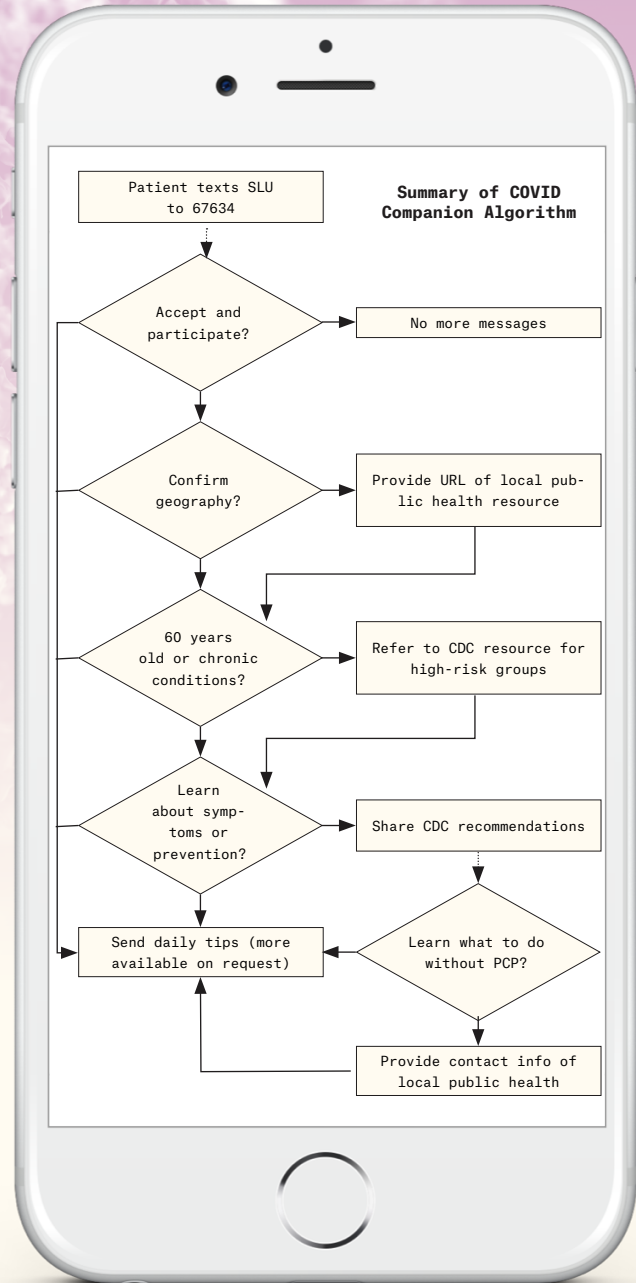 Patient texts SLU
to 67634
Summary of COVID
Companion Algorithm
Accept and
participate?
No more messages
Confirm
geography?
Provide URL of local pub-
lic health resource
60 years
old or chronic
conditions?
Refer to CDC resource for
high-risk groups
Learn
about symp-
toms or
prevention?
Share CDC recommendations
Send daily tips (more
available on request)
Learn what to do
without PCP?
Provide contact info of
local public health